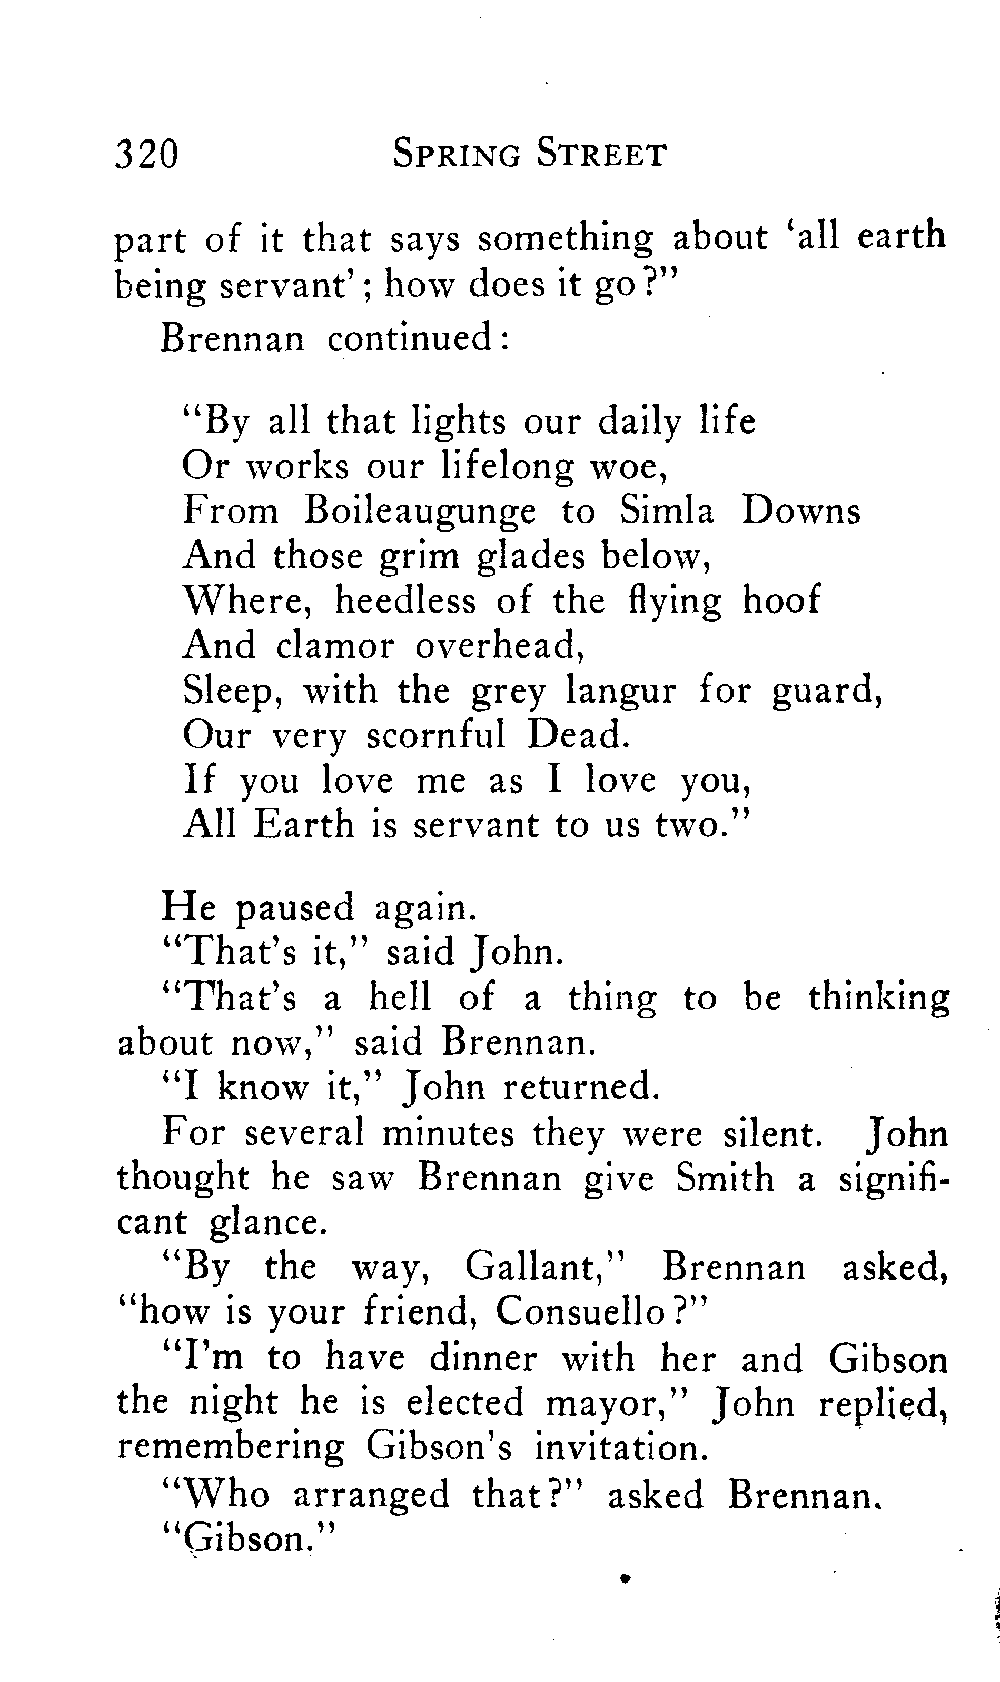 320 SPRING STREET
part of it that says something about 'all earth
being servant'; how does it go?"
Brennan continued:
"By all that lights our daily life
Or works our lifelong woe,
From Boileaugunge to Simla Downs
And those grim glades below,
Where, heedless of the flying hoof
And clamor overhead,
Sleep, with the grey langur for guard,
Our very scornful Dead.
If you love me as I love you,
All Earth is servant to us two."
He paused again.
"That's it," said John.
"That's a hell of a thing to be thinking
about now," said Brennan.
"I know it," John returned.
For several minutes they were silent. John
thought he saw Brennan give Smith a signifi-
cant glance.
"By the way, Gallant," Brennan asked,
"how is your friend, Consuello?"
"I'm to have dinner with her and Gibson
the night he is elected mayor," John replied,
remembering Gibson's invitation.
"Who arranged that?" asked Brennan.
"Gibson."